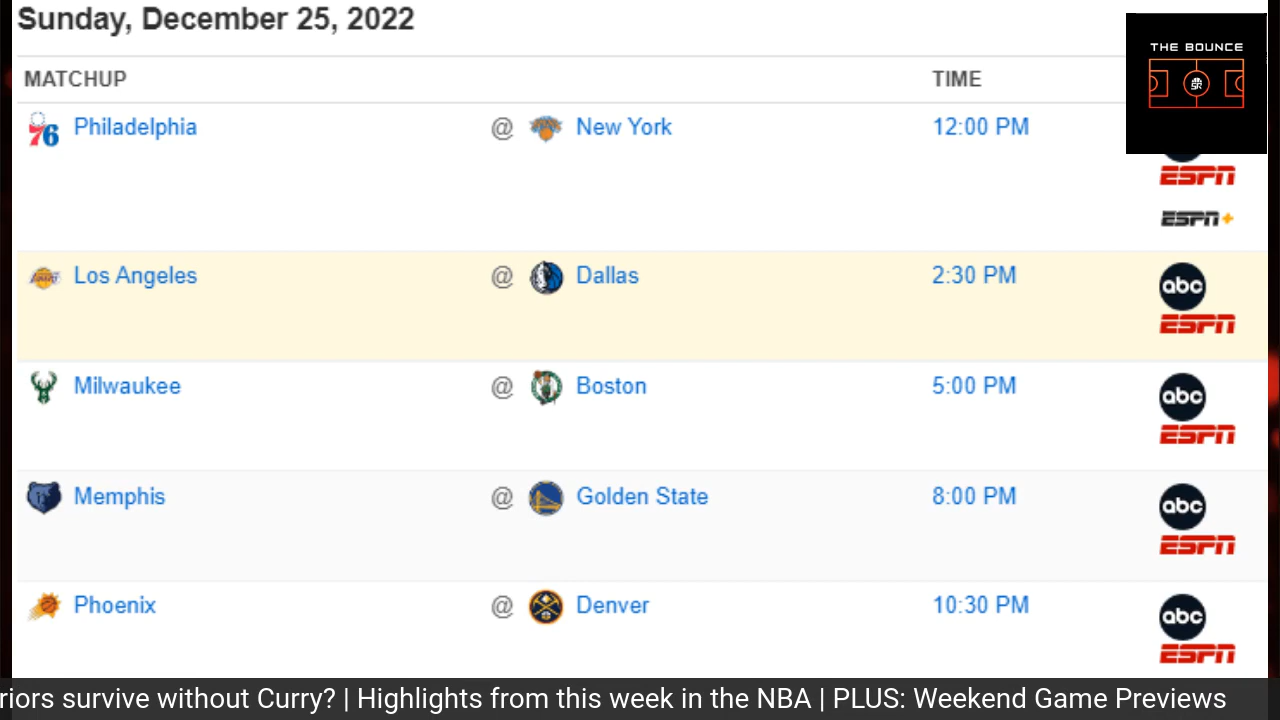 Sunday, December 25, 2022
MATCHUP TIME
THE BOUNCE
SR
76 Philadelphia @ New York 12:00 PM
ESPN
ESPN+
Los Angeles @ Dallas 2:30 PM abc
ESPN
Milwaukee @ Boston 5:00 PM abc
ESPN
Memphis @ Golden State 8:00 PM abc
ESPN
Phoenix @ Denver 10:30 PM abc
ESPN
riors survive without Curry? | Highlights from this week in the NBA | PLUS: Weekend Game Previews